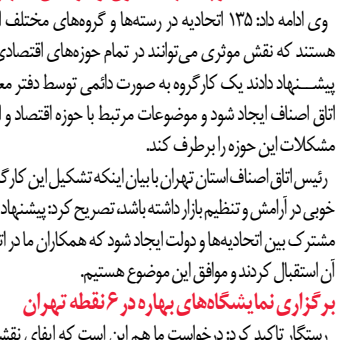 وی ادامه داد: ۱۳۵ اتحادیه در رسته‌ها و گروه‌های مختلف
هستند که نقش موثری می‌توانند در تمام حوزه‌های اقتصادی
پیشــنهاد دادند یک کارگروه به صورت دائمی توسط دفتر
اتاق اصناف ایجاد شود و موضوعات مرتبط با حوزه اقتصاد و
مشکلات این حوزه را برطرف کند.
رئیس اتاق اصناف استان تهران با بیان اینکه تشکیل این
خوبی در آرامش و تنظیم بازار داشته باشد، تصریح کرد: پیشنهاد
مشترک بین اتحادیه‌ها و دولت ایجاد شود که همکاران ما در
آن استقبال کردند و موافق این موضوع هستیم.
برگزاری نمایشگاه‌های بهاره در ۶ نقطه تهران
رستگار تاکید کرد: درخواست ما هم این است که ایفای